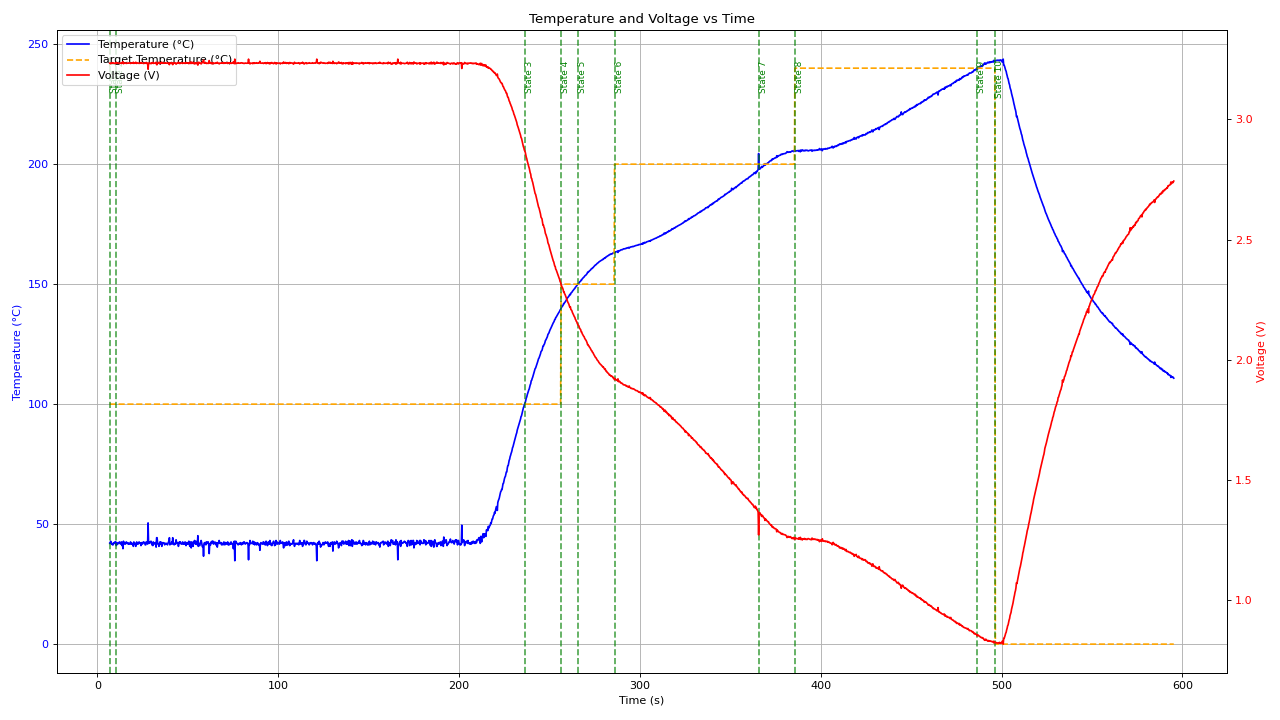 Temperature and Voltage vs Time
Temperature (°C)
Target Temperature (°C)
Voltage (V)
State 3
State 4
State 5
State 6
State 7
State 8
State 10
250
200
150
100
50
0
Temperature (°C)
3.0
2.5
2.0
1.5
1.0
Voltage (V)
0
100
200
300
400
500
600
Time (s)